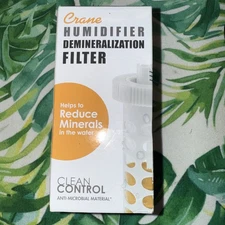 Crane
HUMIDIFIER
DEMINERALIZATION
FILTER
Helps to
Reduce
Minerals
in the water
CLEAN
CONTROL
ANTI-MICROBIAL MATERIAL*